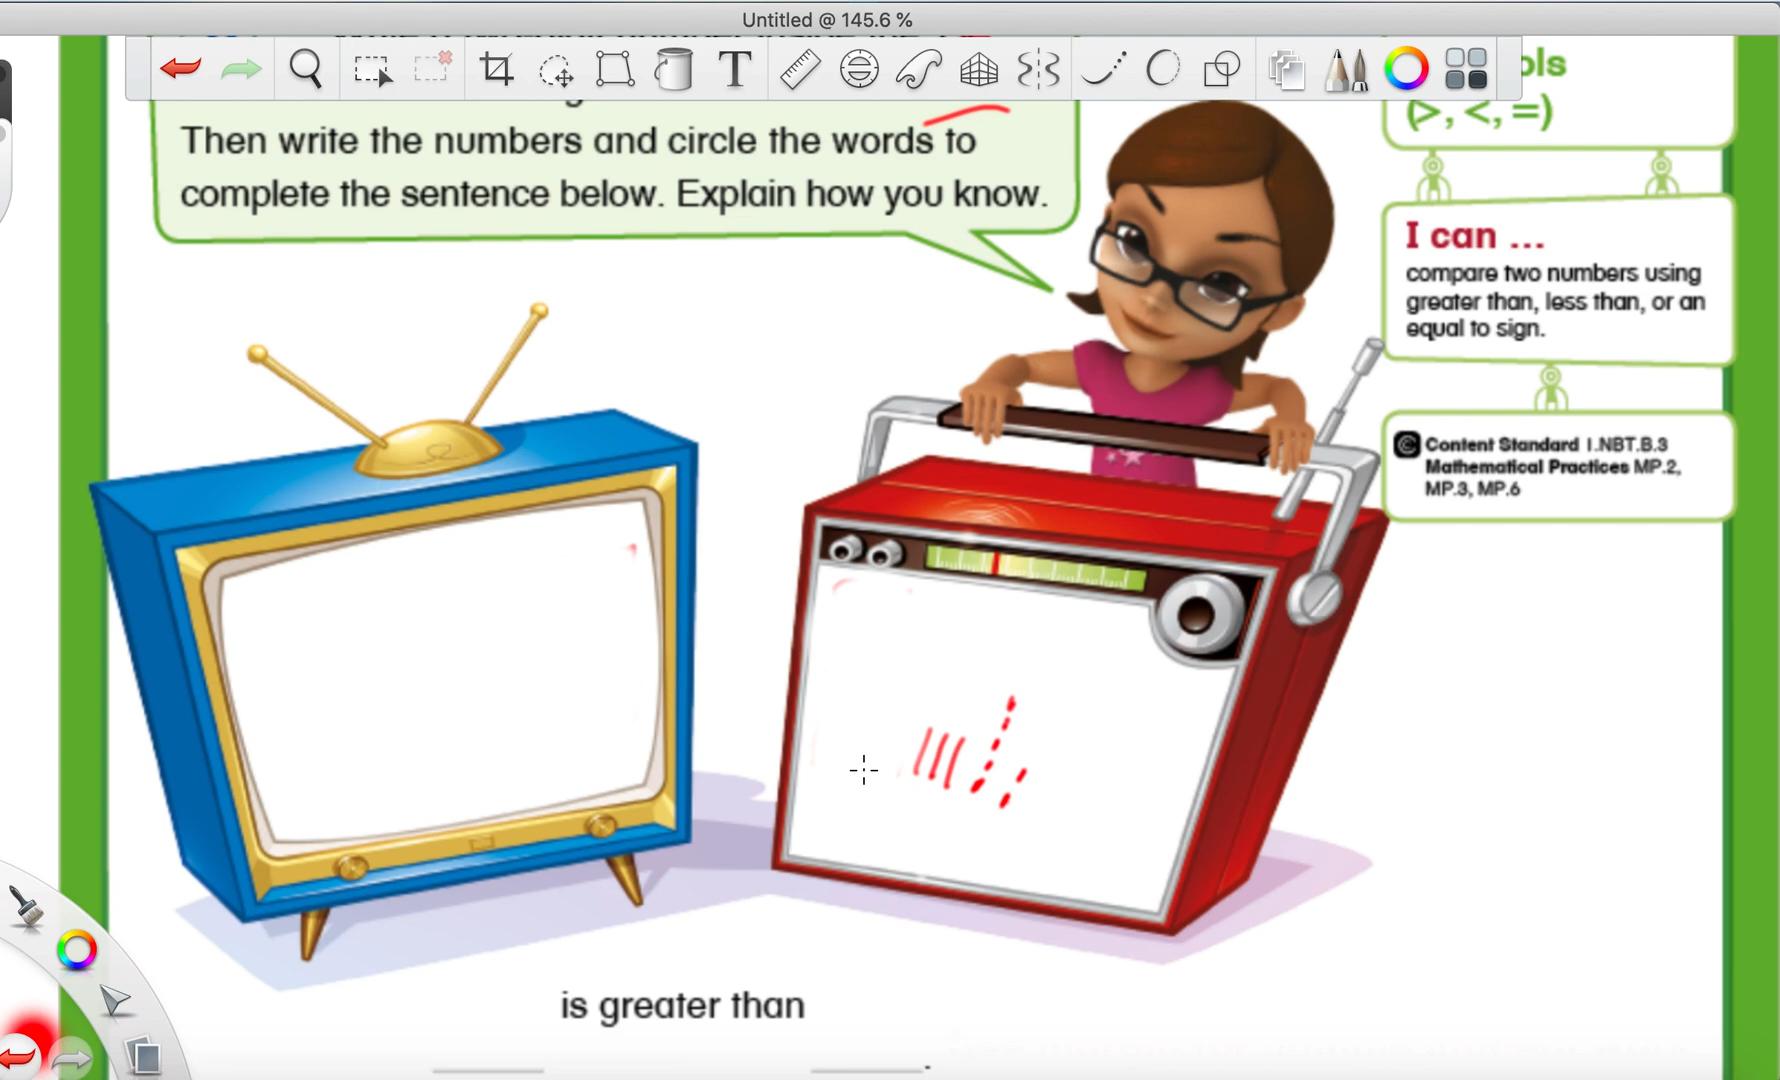 Untitled @ 145.6 %
Then write the numbers and circle the words to
complete the sentence below. Explain how you know.
ols
(>, <, =)
I can ...
compare two numbers using
greater than, less than, or an
equal to sign.
Content Standard 1.NBT.B.3
Mathematical Practices MP.2,
MP.3, MP.6
is greater than
.